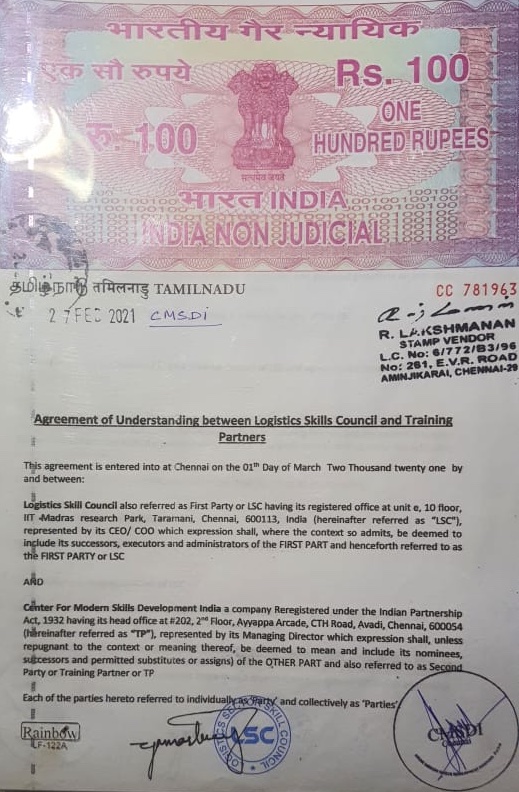 भारतीय गैर न्यायिक
एक सौ रुपये
Rs. 100
रु. 100
ONE
HUNDRED RUPEES
सत्यमेव जयते
भारत INDIA
INDIA NON JUDICIAL
தமிழ்நாடு तमिलनाडु TAMILNADU
CC 781963
2 7 FEB 2021 CMSDi
R. LAKSHMANAN
STAMP VENDOR
L.C. No: 6/772/B3/96
No: 261, E.V.R. ROAD
AMINJIKARAI, CHENNAI-29
Agreement of Understanding between Logistics Skills Council and Training
Partners
This agreement is entered into at Chennai on the 01th Day of March Two Thousand twenty one by
and between:
Logistics Skill Council also referred as First Party or LSC having its registered office at unit e, 10 floor,
IIT -Madras research Park, Taramani, Chennai, 600113, India (hereinafter referred as "LSC"),
represented by its CEO/ COO which expression shall, where the context so admits, be deemed to
include its successors, executors and administrators of the FIRST PART and henceforth referred to as
the FIRST PARTY or LSC
AND
Center For Modern Skills Development India a company Reregistered under the Indian Partnership
Act, 1932 having its head office at #202, 2nd Floor, Ayyappa Arcade, CTH Road, Avadi, Chennai, 600054
(hereinafter referred as "TP"), represented by its Managing Director which expression shall, unless
repugnant to the context or meaning thereof, be deemed to mean and include its nominees,
successors and permitted substitutes or assigns) of the OTHER PART and also referred to as Second
Party or Training Partner or TP
Each of the parties hereto referred to individually as 'Party' and collectively as 'Parties'.
Rainbow
LF-122A
LOGISTICS SECTOR SKILL COUNCIL
LSC
CMSDI
Chennai